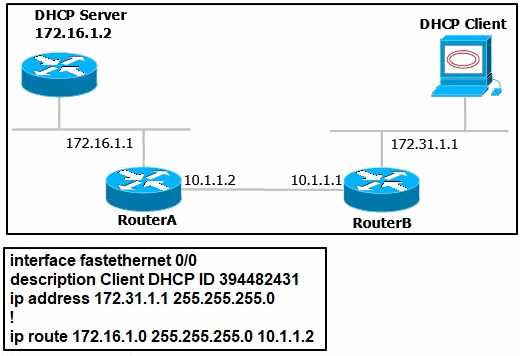 DHCP Server
172.16.1.2
DHCP Client
172.16.1.1
172.31.1.1
10.1.1.2
10.1.1.1
RouterA
RouterB
interface fastethernet 0/0
description Client DHCP ID 394482431
ip address 172.31.1.1 255.255.255.0
!
ip route 172.16.1.0 255.255.255.0 10.1.1.2